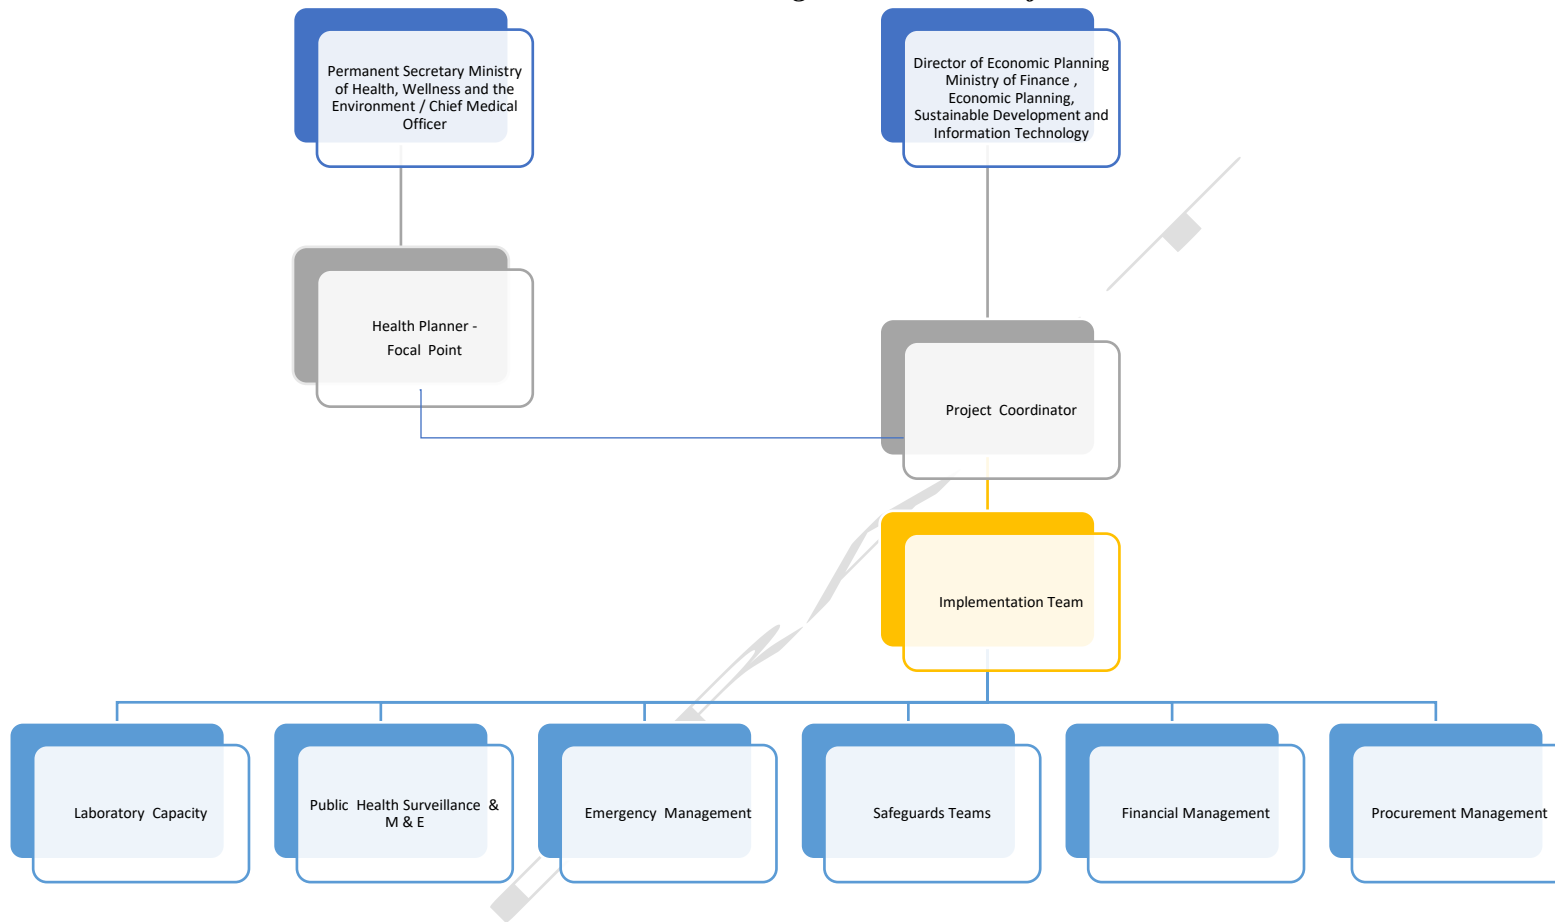 Permanent Secretary Ministry
of Health, Wellness and the
Environment / Chief Medical
Officer
Director of Economic Planning
Ministry of Finance ,
Economic Planning,
Sustainable Development and
Information Technology
Health Planner -
Focal Point
Project Coordinator
Implementation Team
Laboratory Capacity
Public Health Surveillance &
M & E
Emergency Management
Safeguards Teams
Financial Management
Procurement Management